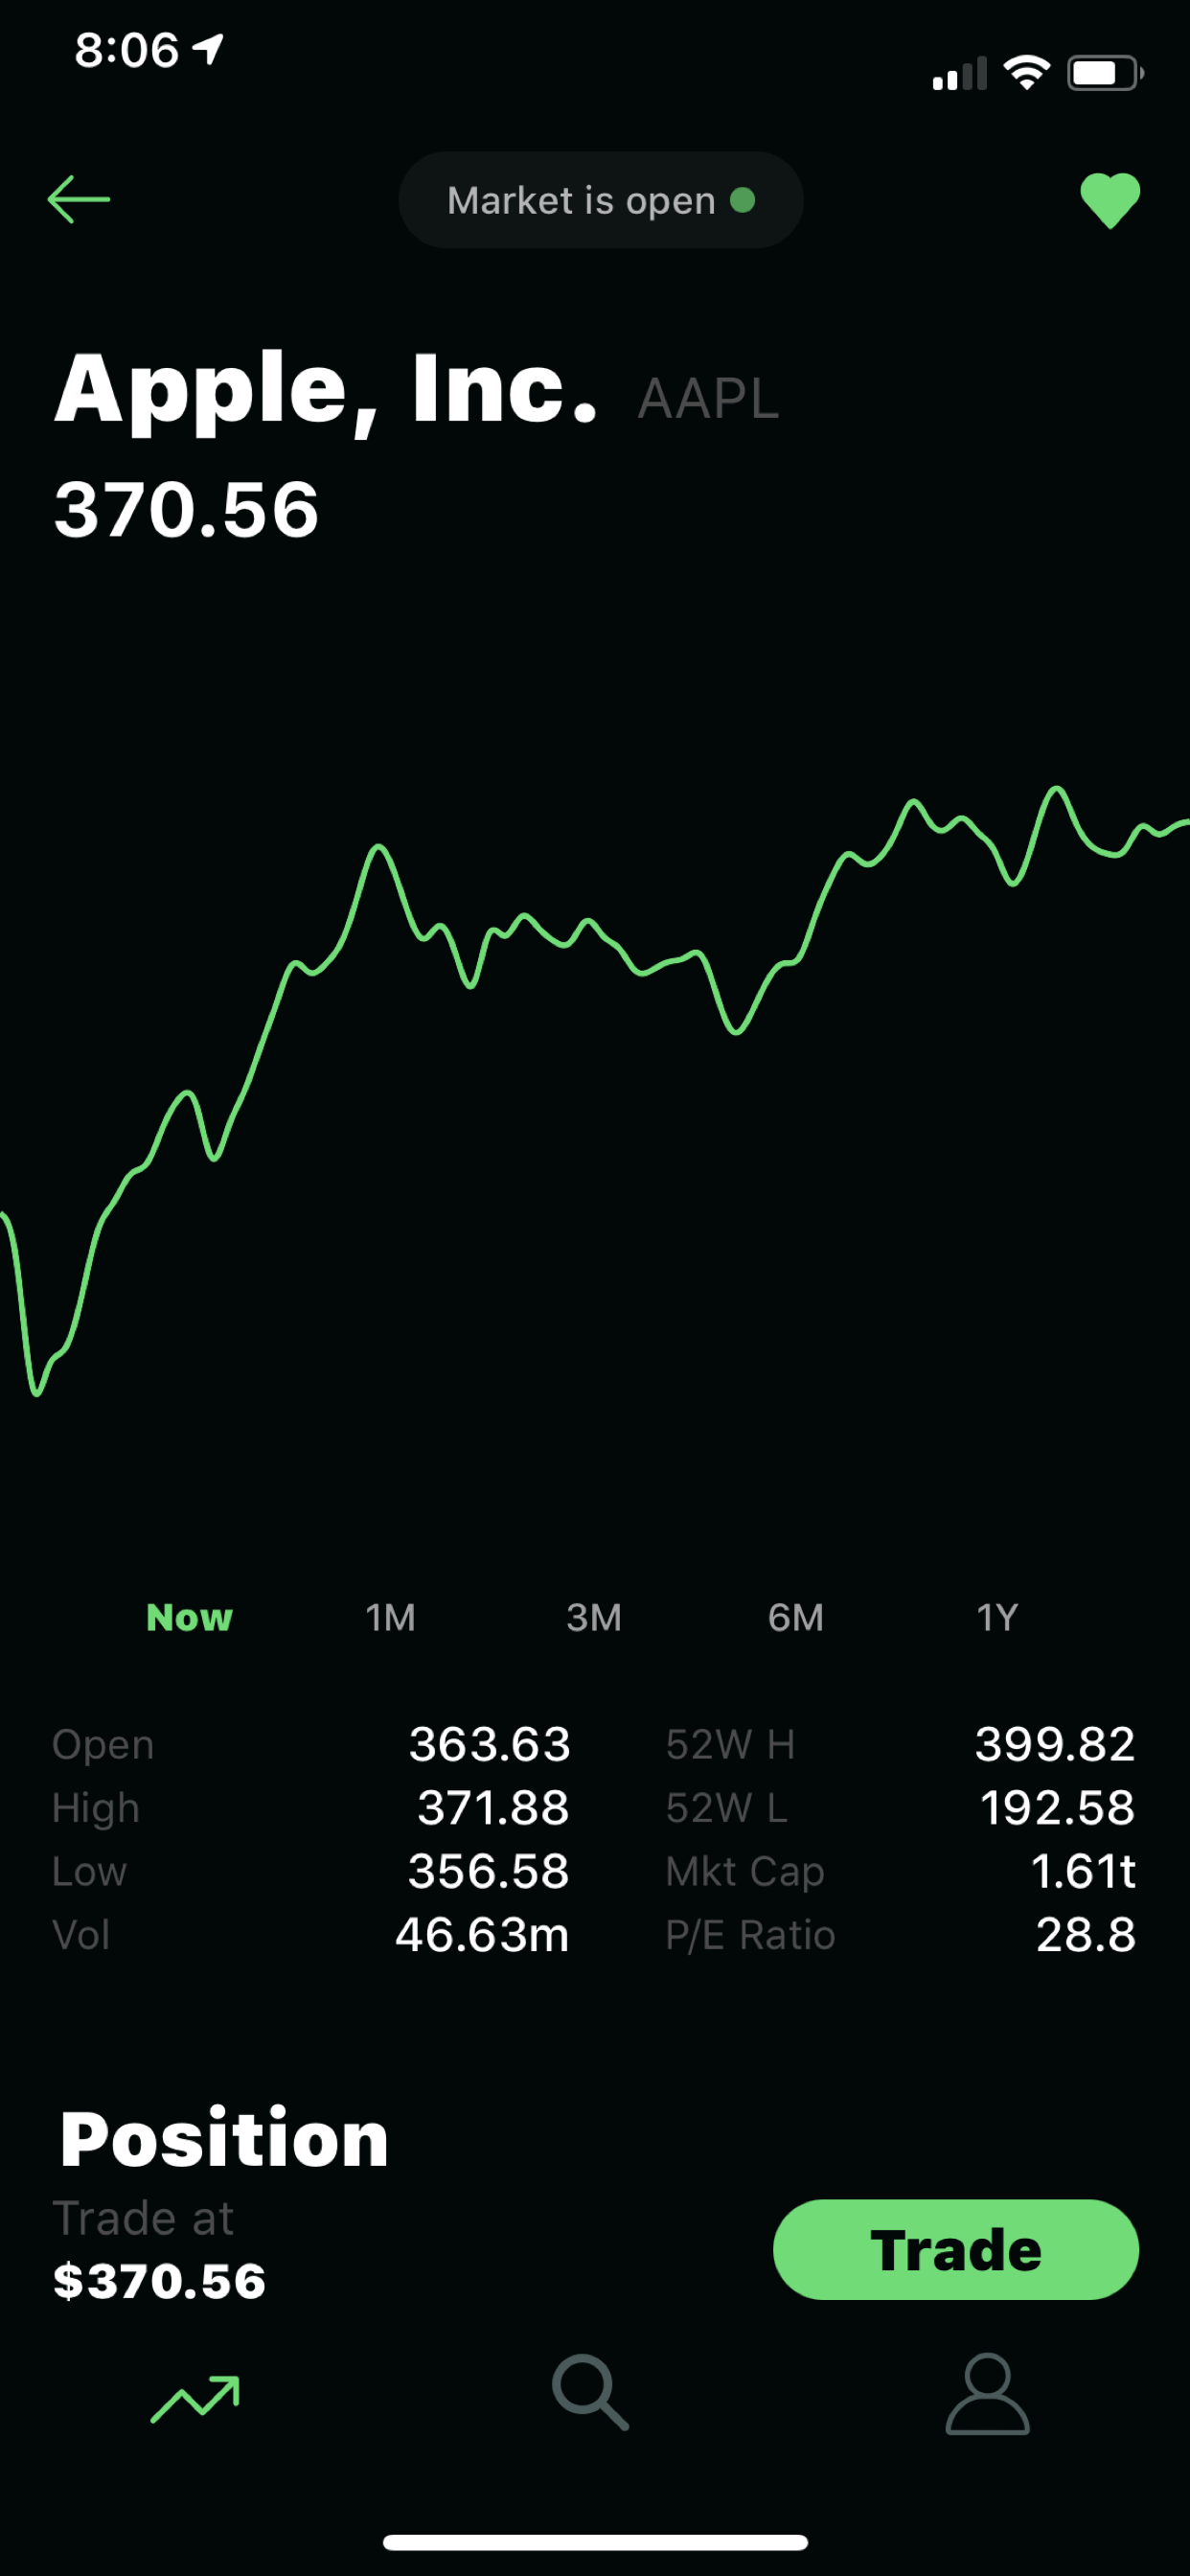 8:06
Market is open
Apple, Inc. AAPL
370.56
Now 1M 3M 6M 1Y
Open 363.63 52W H 399.82
High 371.88 52W L 192.58
Low 356.58 Mkt Cap 1.61t
Vol 46.63m P/E Ratio 28.8
Position
Trade at
$370.56
Trade